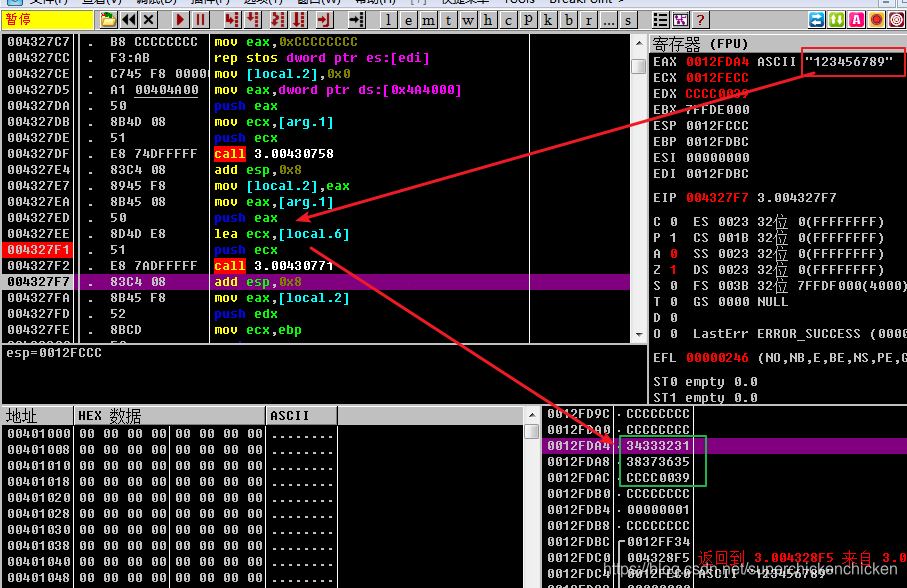 暂停
l e m t w h c p k b r ... s
?
004327C7 . B8 CCCCCCCC mov eax,0xCCCCCCCC
004327CC . F3:AB rep stos dword ptr es:[edi]
004327CE . C745 F8 0000 mov [local.2],0x0
004327D5 . A1 00404A00 mov eax,dword ptr ds:[0x4A4000]
004327DA . 50 push eax
004327DB . 8B4D 08 mov ecx,[arg.1]
004327DE . 51 push ecx
004327DF . E8 74DFFFFF call 3.00430758
004327E4 . 83C4 08 add esp,0x8
004327E7 . 8945 F8 mov [local.2],eax
004327EA . 8B45 08 mov eax,[arg.1]
004327ED . 50 push eax
004327EE . 8D4D E8 lea ecx,[local.6]
004327F1 . 51 push ecx
004327F2 . E8 7ADFFFFF call 3.00430771
004327F7 . 83C4 08 add esp,0x8
004327FA . 8B45 F8 mov eax,[local.2]
004327FD . 52 push edx
004327FE . 8BCD mov ecx,ebp
esp=0012FCCC
寄存器 (FPU)
EAX 0012FDA4 ASCII "123456789"
ECX 0012FECC
EDX CCCC0039
EBX 7FFDE000
ESP 0012FCCC
EBP 0012FDBC
ESI 00000000
EDI 0012FDBC
EIP 004327F7 3.004327F7
C 0 ES 0023 32位 0(FFFFFFFF)
P 1 CS 001B 32位 0(FFFFFFFF)
A 0 SS 0023 32位 0(FFFFFFFF)
Z 1 DS 0023 32位 0(FFFFFFFF)
S 0 FS 003B 32位 7FFDF000(4000)
T 0 GS 0000 NULL
D 0
O 0 LastErr ERROR_SUCCESS (0000
EFL 00000246 (NO,NB,E,BE,NS,PE,G
ST0 empty 0.0
ST1 empty 0.0
地址 HEX 数据 ASCII
00401000 00 00 00 00 00 00 00 00 ........
00401008 00 00 00 00 00 00 00 00 ........
00401010 00 00 00 00 00 00 00 00 ........
00401018 00 00 00 00 00 00 00 00 ........
00401020 00 00 00 00 00 00 00 00 ........
00401028 00 00 00 00 00 00 00 00 ........
00401030 00 00 00 00 00 00 00 00 ........
00401038 00 00 00 00 00 00 00 00 ........
00401040 00 00 00 00 00 00 00 00 ........
00401048 00 00 00 00 00 00 00 00 ........
0012FD9C CCCCCCCC
0012FDA0 CCCCCCCC
0012FDA4 34333231
0012FDA8 38373635
0012FDAC CCCC0039
0012FDB0 CCCCCCCC
0012FDB4 00000001
0012FDB8 CCCCCCCC
0012FDBC 0012FF34
0012FDC0 004328F5 返回到 3.004328F5 来自 3.0
0012FDC4 0012FEC0 ASCII "123456789"
https://blog.csdn.net/superchickenchicken